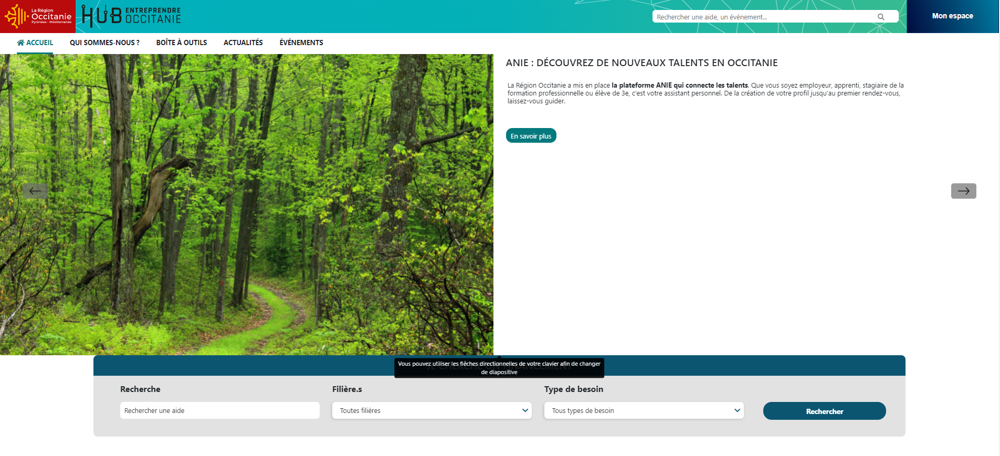 La Région
Occitanie
Pyrénées - Méditerranée
HUB ENTREPRENDRE
OCCITANIE
Rechercher une aide, un événement...
Mon espace
ACCUEIL
QUI SOMMES-NOUS ?
BOÎTE À OUTILS
ACTUALITÉS
ÉVÉNEMENTS
ANIE : DÉCOUVREZ DE NOUVEAUX TALENTS EN OCCITANIE
La Région Occitanie a mis en place la plateforme ANIE qui connecte les talents. Que vous soyez employeur, apprenti, stagiaire de la
formation professionnelle ou élève de 3e, c’est votre assistant personnel. De la création de votre profil jusqu’au premier rendez-vous,
laissez-vous guider.
En savoir plus
Vous pouvez utiliser les flèches directionnelles de votre clavier afin de changer
de diapositive
Recherche
Filière.s
Type de besoin
Rechercher une aide
Toutes filières
Tous types de besoin
Rechercher